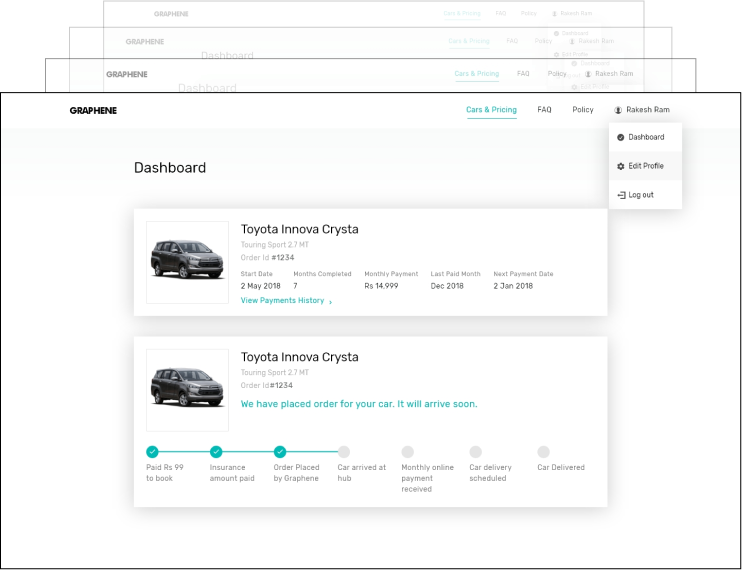 GRAPHENE
Cars & Pricing FAQ Policy Rakesh Ram
GRAPHENE
Cars & Pricing FAQ Policy Rakesh Ram
Dashboard
Dashboard
Edit Profile
GRAPHENE
Cars & Pricing FAQ Policy Rakesh Ram
Dashboard
Dashboard
Edit Profile
GRAPHENE
Cars & Pricing FAQ Policy Rakesh Ram
Dashboard
Edit Profile
Log out
Dashboard
Toyota Innova Crysta
Touring Sport 2.7 MT
Order Id #1234
Start Date Months Completed Monthly Payment Last Paid Month Next Payment Date
2 May 2018 7 Rs 14,999 Dec 2018 2 Jan 2018
View Payments History ›
Toyota Innova Crysta
Touring Sport 2.7 MT
Order Id#1234
We have placed order for your car. It will arrive soon.
Paid Rs 99 Insurance Order Placed Car arrived at Monthly online Car delivery Car Delivered
to book amount paid by Graphene hub payment scheduled
received